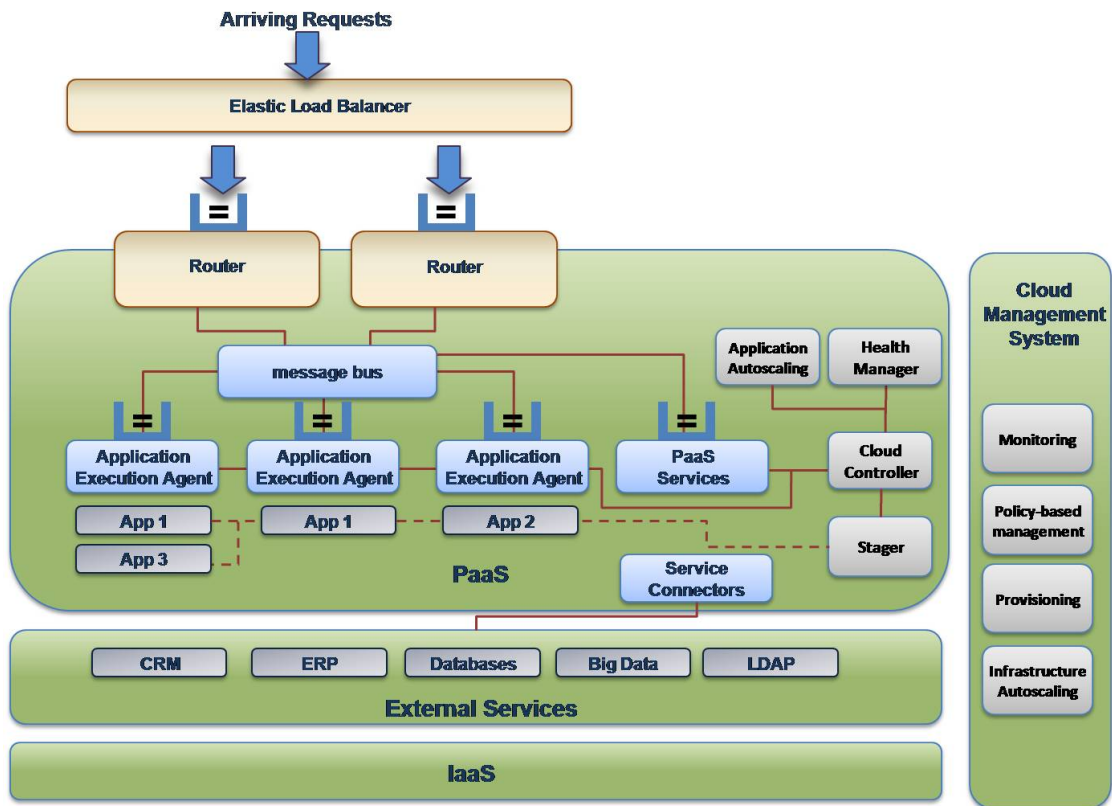 Arriving Requests
Elastic Load Balancer
=
=
Router
Router
message bus
Application
Autoscaling
Health
Manager
=
=
=
=
Application
Execution Agent
Application
Execution Agent
Application
Execution Agent
PaaS
Services
Cloud
Controller
App 1
App 1
App 2
App 3
Stager
PaaS
Service
Connectors
CRM
ERP
Databases
Big Data
LDAP
External Services
IaaS
Cloud
Management
System
Monitoring
Policy-based
management
Provisioning
Infrastructure
Autoscaling